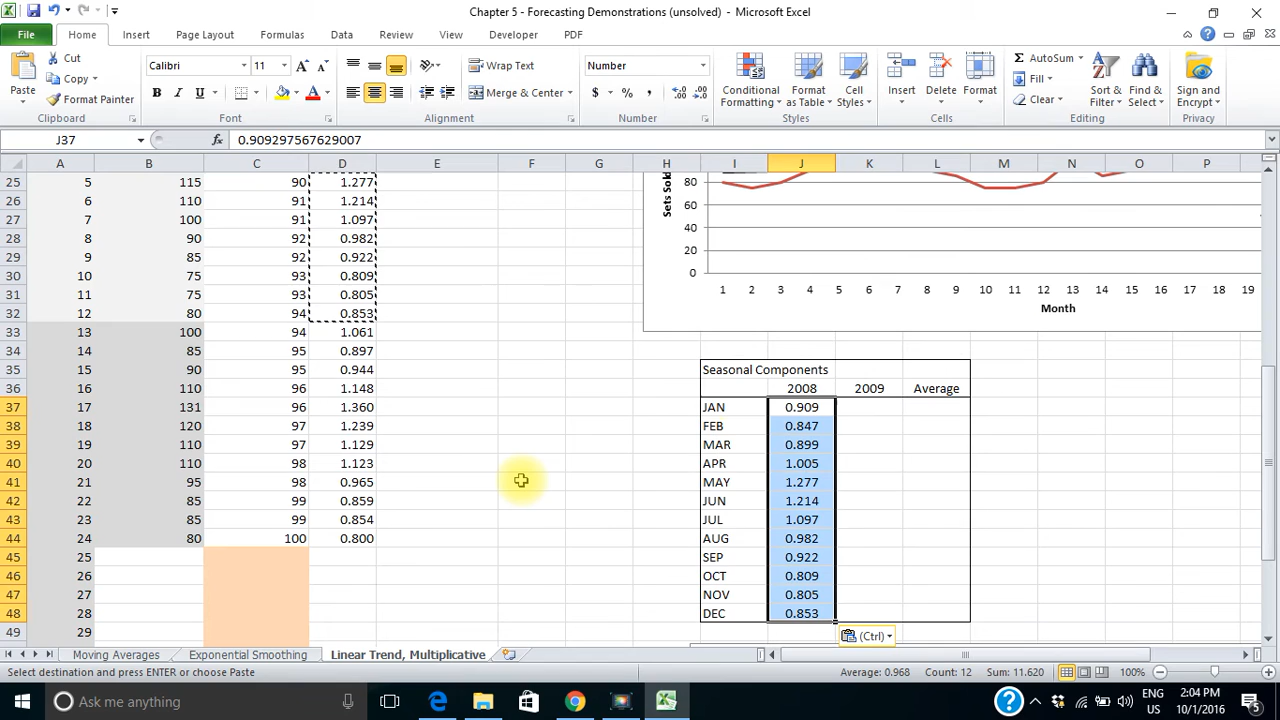 Chapter 5 - Forecasting Demonstrations (unsolved) - Microsoft Excel
File Home Insert Page Layout Formulas Data Review View Developer PDF
Paste Cut Copy Format Painter Clipboard
Calibri 11 A A B I U A Font
Wrap Text Merge & Center Alignment
Number $ % , Number
Conditional Formatting Format as Table Cell Styles Styles
Insert Delete Format Cells
AutoSum Fill Clear Sort & Filter Find & Select Editing
Sign and Encrypt Privacy
J37 fx 0.909297567629007
A B C D E F G H I J K L M N O P
25 5 115 90 1.277
26 6 110 91 1.214
27 7 100 91 1.097
28 8 90 92 0.982
29 9 85 92 0.922
30 10 75 93 0.809
31 11 75 93 0.805
32 12 80 94 0.853
33 13 100 94 1.061
34 14 85 95 0.897
35 15 90 95 0.944
36 16 110 96 1.148
37 17 131 96 1.360
38 18 120 97 1.239
39 19 110 97 1.129
40 20 110 98 1.123
41 21 95 98 0.965
42 22 85 99 0.859
43 23 85 99 0.854
44 24 80 100 0.800
45 25
46 26
47 27
48 28
49 29
Sets Sold
80
60
40
20
0
1 2 3 4 5 6 7 8 9 10 11 12 13 14 15 16 17 18 19
Month
Seasonal Components
2008 2009 Average
JAN 0.909
FEB 0.847
MAR 0.899
APR 1.005
MAY 1.277
JUN 1.214
JUL 1.097
AUG 0.982
SEP 0.922
OCT 0.809
NOV 0.805
DEC 0.853
(Ctrl)
Moving Averages Exponential Smoothing Linear Trend, Multiplicative
Select destination and press ENTER or choose Paste Average: 0.968 Count: 12 Sum: 11.620 100%
Ask me anything
ENG 2:04 PM
US 10/1/2016 5